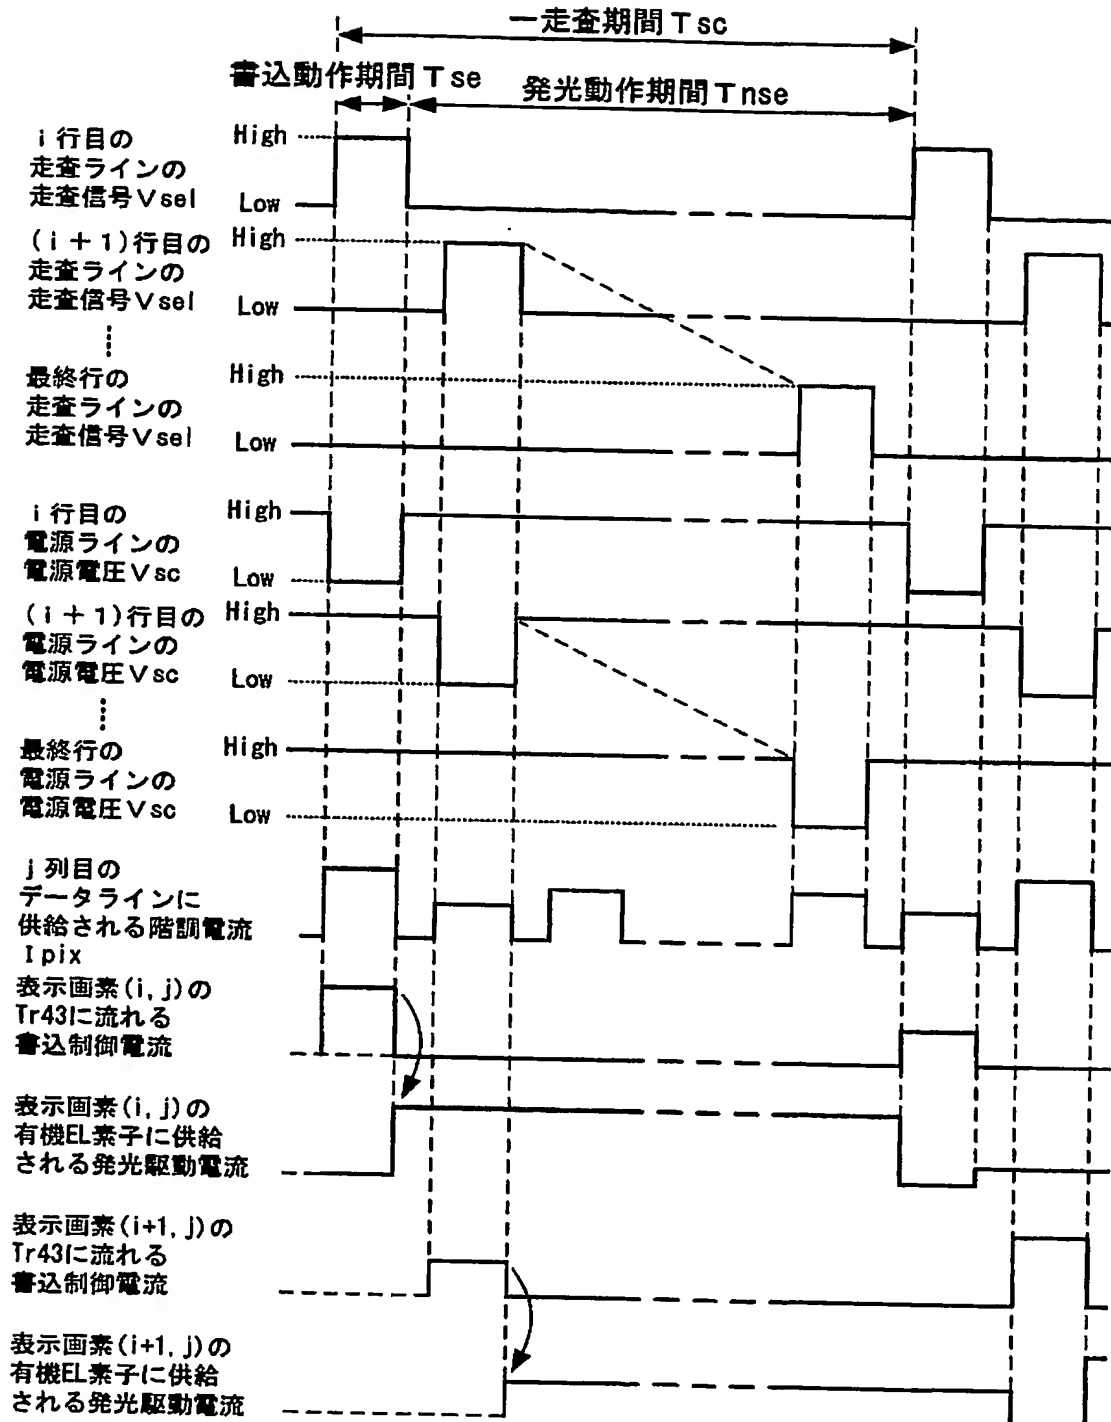 一走査期間Tsc
書込動作期間Tse
発光動作期間Tnse
i行目の
走査ラインの
走査信号Vsel
High
Low
(i+1)行目の
走査ラインの
走査信号Vsel
High
Low
最終行の
走査ラインの
走査信号Vsel
High
Low
i行目の
電源ラインの
電源電圧Vsc
High
Low
(i+1)行目の
電源ラインの
電源電圧Vsc
High
Low
最終行の
電源ラインの
電源電圧Vsc
High
Low
j列目の
データラインに
供給される階調電流
Ipix
表示画素(i,j)の
Tr43に流れる
書込制御電流
表示画素(i,j)の
有機EL素子に供給
される発光駆動電流
表示画素(i+1,j)の
Tr43に流れる
書込制御電流
表示画素(i+1,j)の
有機EL素子に供給
される発光駆動電流